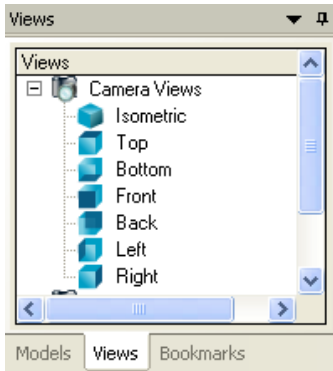 Views
Views
Camera Views
Isometric
Top
Bottom
Front
Back
Left
Right
Models Views Bookmarks